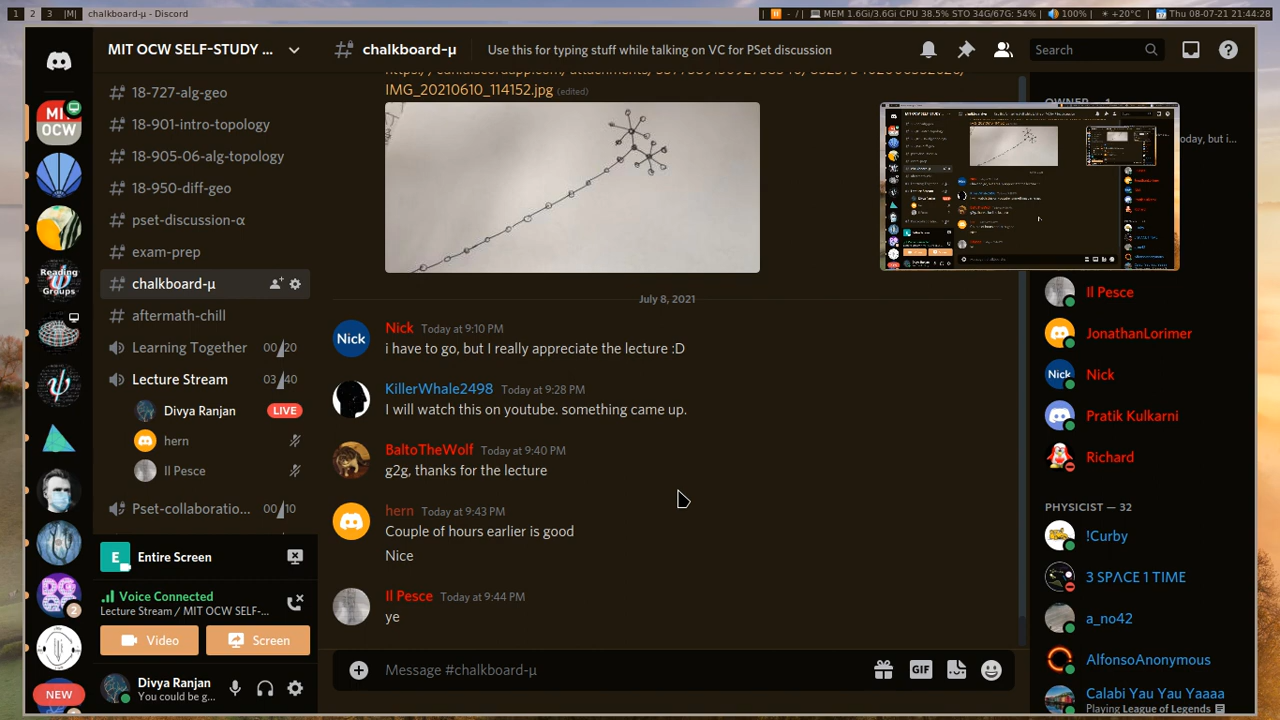 1 2 3 |M| chalkboard-μ - Discord
- / | MEM 1.6Gi/3.6Gi CPU 38.5% STO 34G/67G: 54% | 100% | +20°C | Thu 08-07-21 21:44:28
MIT OCW SELF-STUDY ...
chalkboard-μ
Use this for typing stuff while talking on VC for PSet discussion
Search
MIT OCW
Reading Groups
2
NEW
18-727-alg-geo
18-901-intro-topology
18-905-06-alg-topology
18-950-diff-geo
pset-discussion-α
exam-prep
chalkboard-μ
aftermath-chill
Learning Together 00 20
Lecture Stream 03 40
Divya Ranjan LIVE
hern
Il Pesce
Pset-collaboratio... 00 10
E Entire Screen
Voice Connected
Lecture Stream / MIT OCW SELF-...
Video Screen
Divya Ranjan
You could be g...
IMG_20210610_114152.jpg (edited)
July 8, 2021
Nick Nick Today at 9:10 PM
i have to go, but I really appreciate the lecture :D
KillerWhale2498 Today at 9:28 PM
I will watch this on youtube. something came up.
BaltoTheWolf Today at 9:40 PM
g2g, thanks for the lecture
hern Today at 9:43 PM
Couple of hours earlier is good
Nice
Il Pesce Today at 9:44 PM
ye
Message #chalkboard-μ
GIF
oday, but i...
Il Pesce
JonathanLorimer
Nick Nick
Pratik Kulkarni
Richard
PHYSICIST — 32
!Curby
3 SPΛCE 1 TIME
a_no42
AlfonsoAnonymous
Calabi Yau Yau Yaaaa
Playing League of Legends